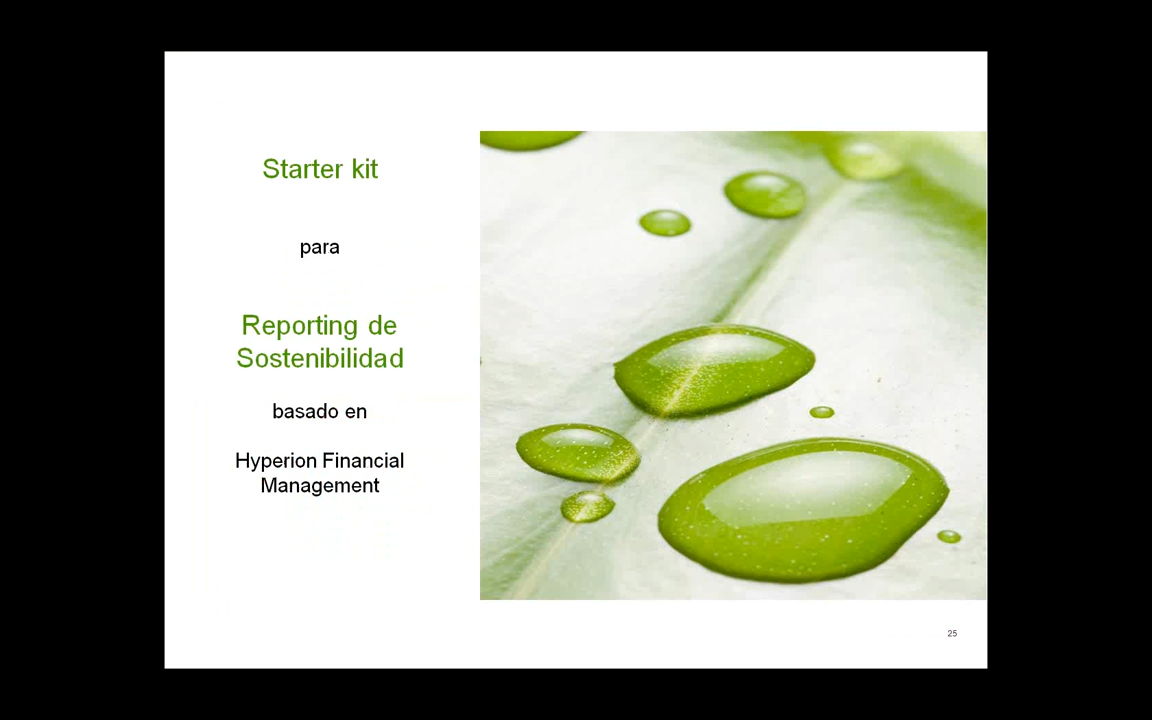 Starter kit
para
Reporting de
Sostenibilidad
basado en
Hyperion Financial
Management
25